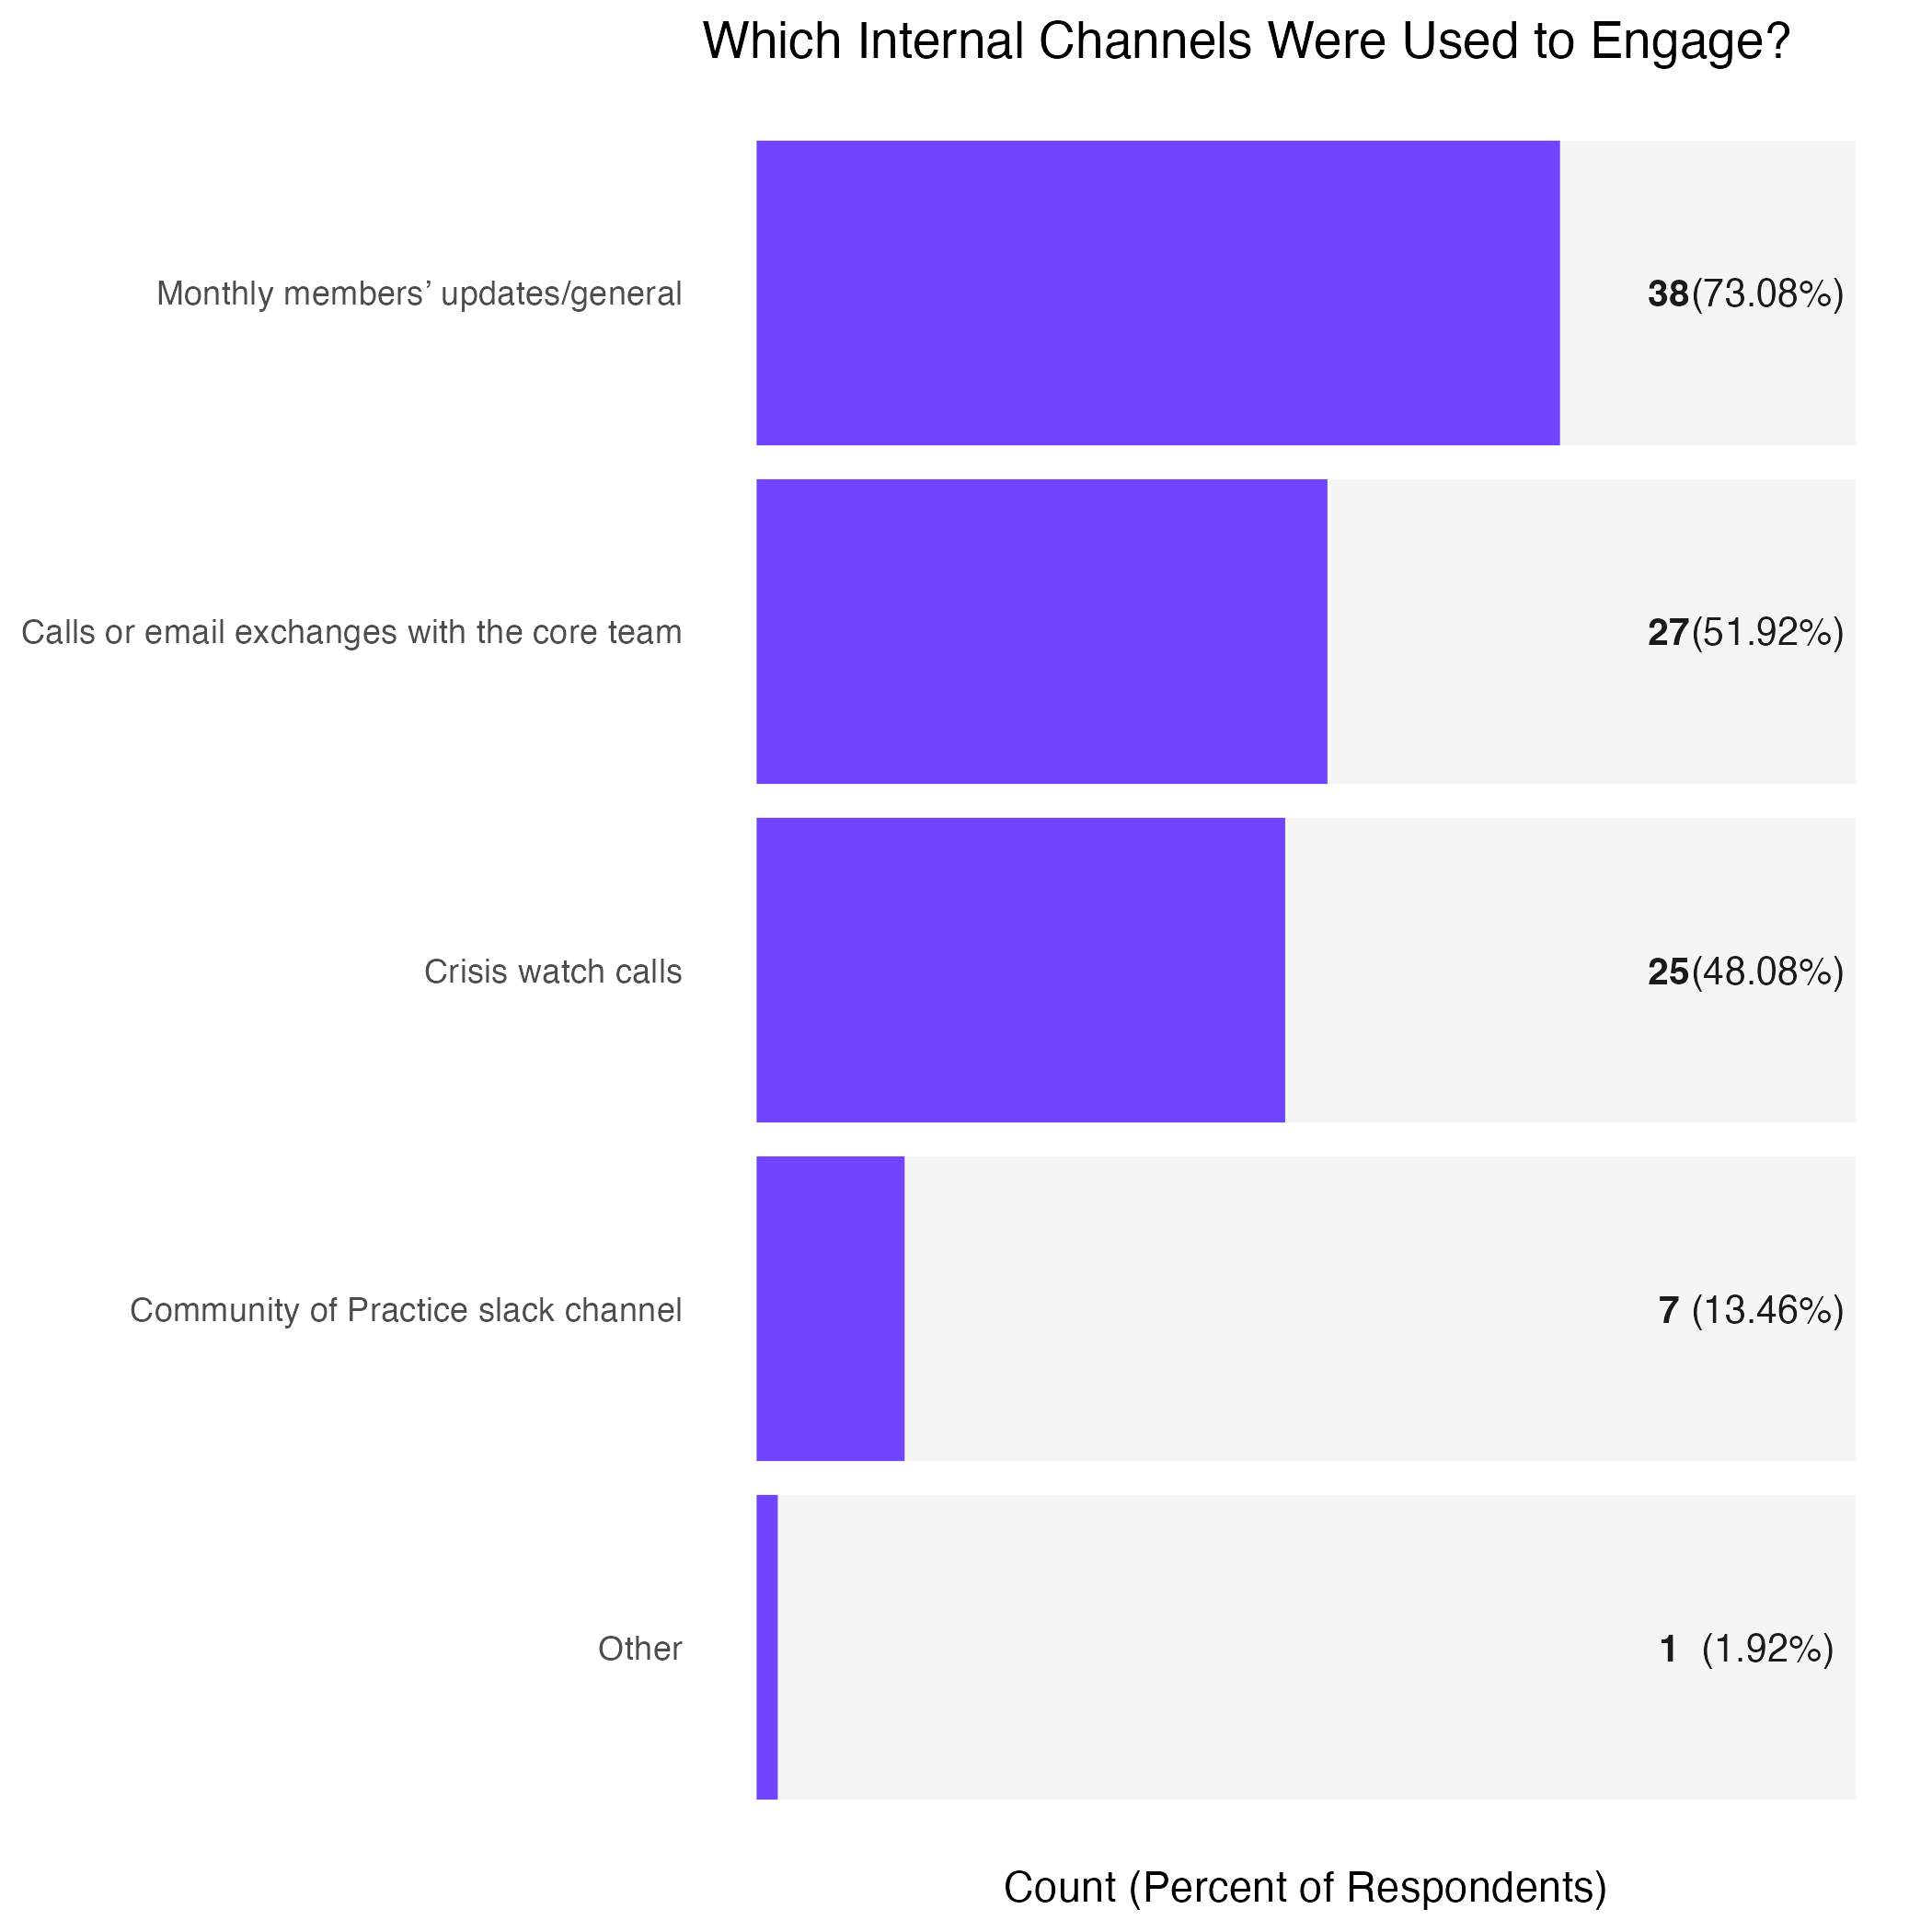 Which Internal Channels Were Used to Engage?
Monthly members’ updates/general
38(73.08%)
Calls or email exchanges with the core team
27(51.92%)
Crisis watch calls
25(48.08%)
Community of Practice slack channel
7 (13.46%)
Other
1 (1.92%)
Count (Percent of Respondents)